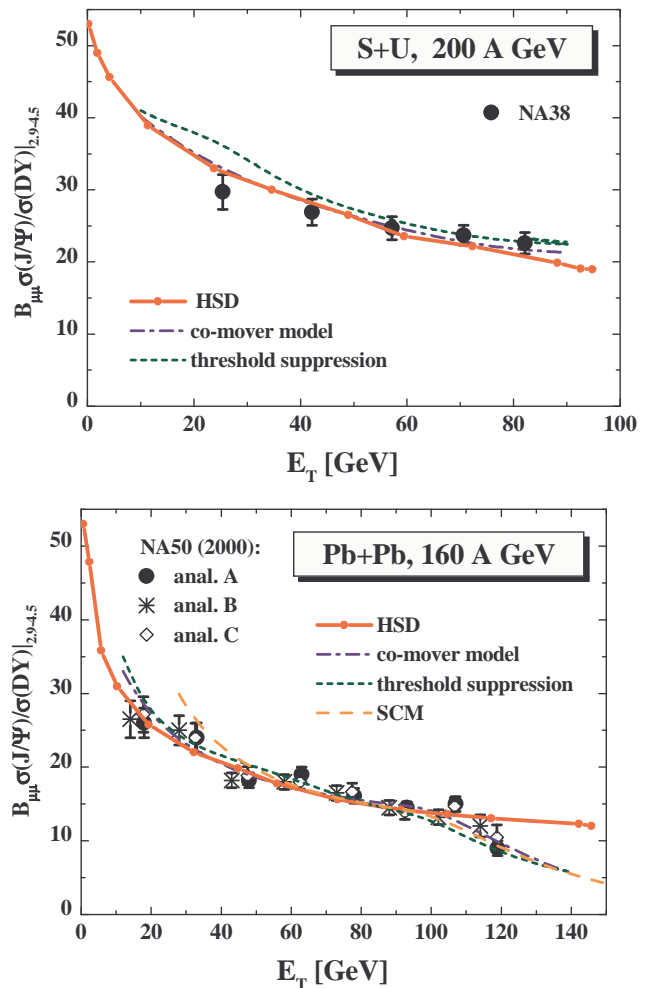 S+U, 200 A GeV
NA38
HSD
co-mover model
threshold suppression
B_μμσ(J/Ψ)/σ(DY)|_2.9-4.5
50
40
30
20
10
0
0 20 40 60 80 100
E_T [GeV]
Pb+Pb, 160 A GeV
NA50 (2000):
anal. A
anal. B
anal. C
HSD
co-mover model
threshold suppression
SCM
B_μμσ(J/Ψ)/σ(DY)|_2.9-4.5
50
40
30
20
10
0
0 20 40 60 80 100 120 140
E_T [GeV]